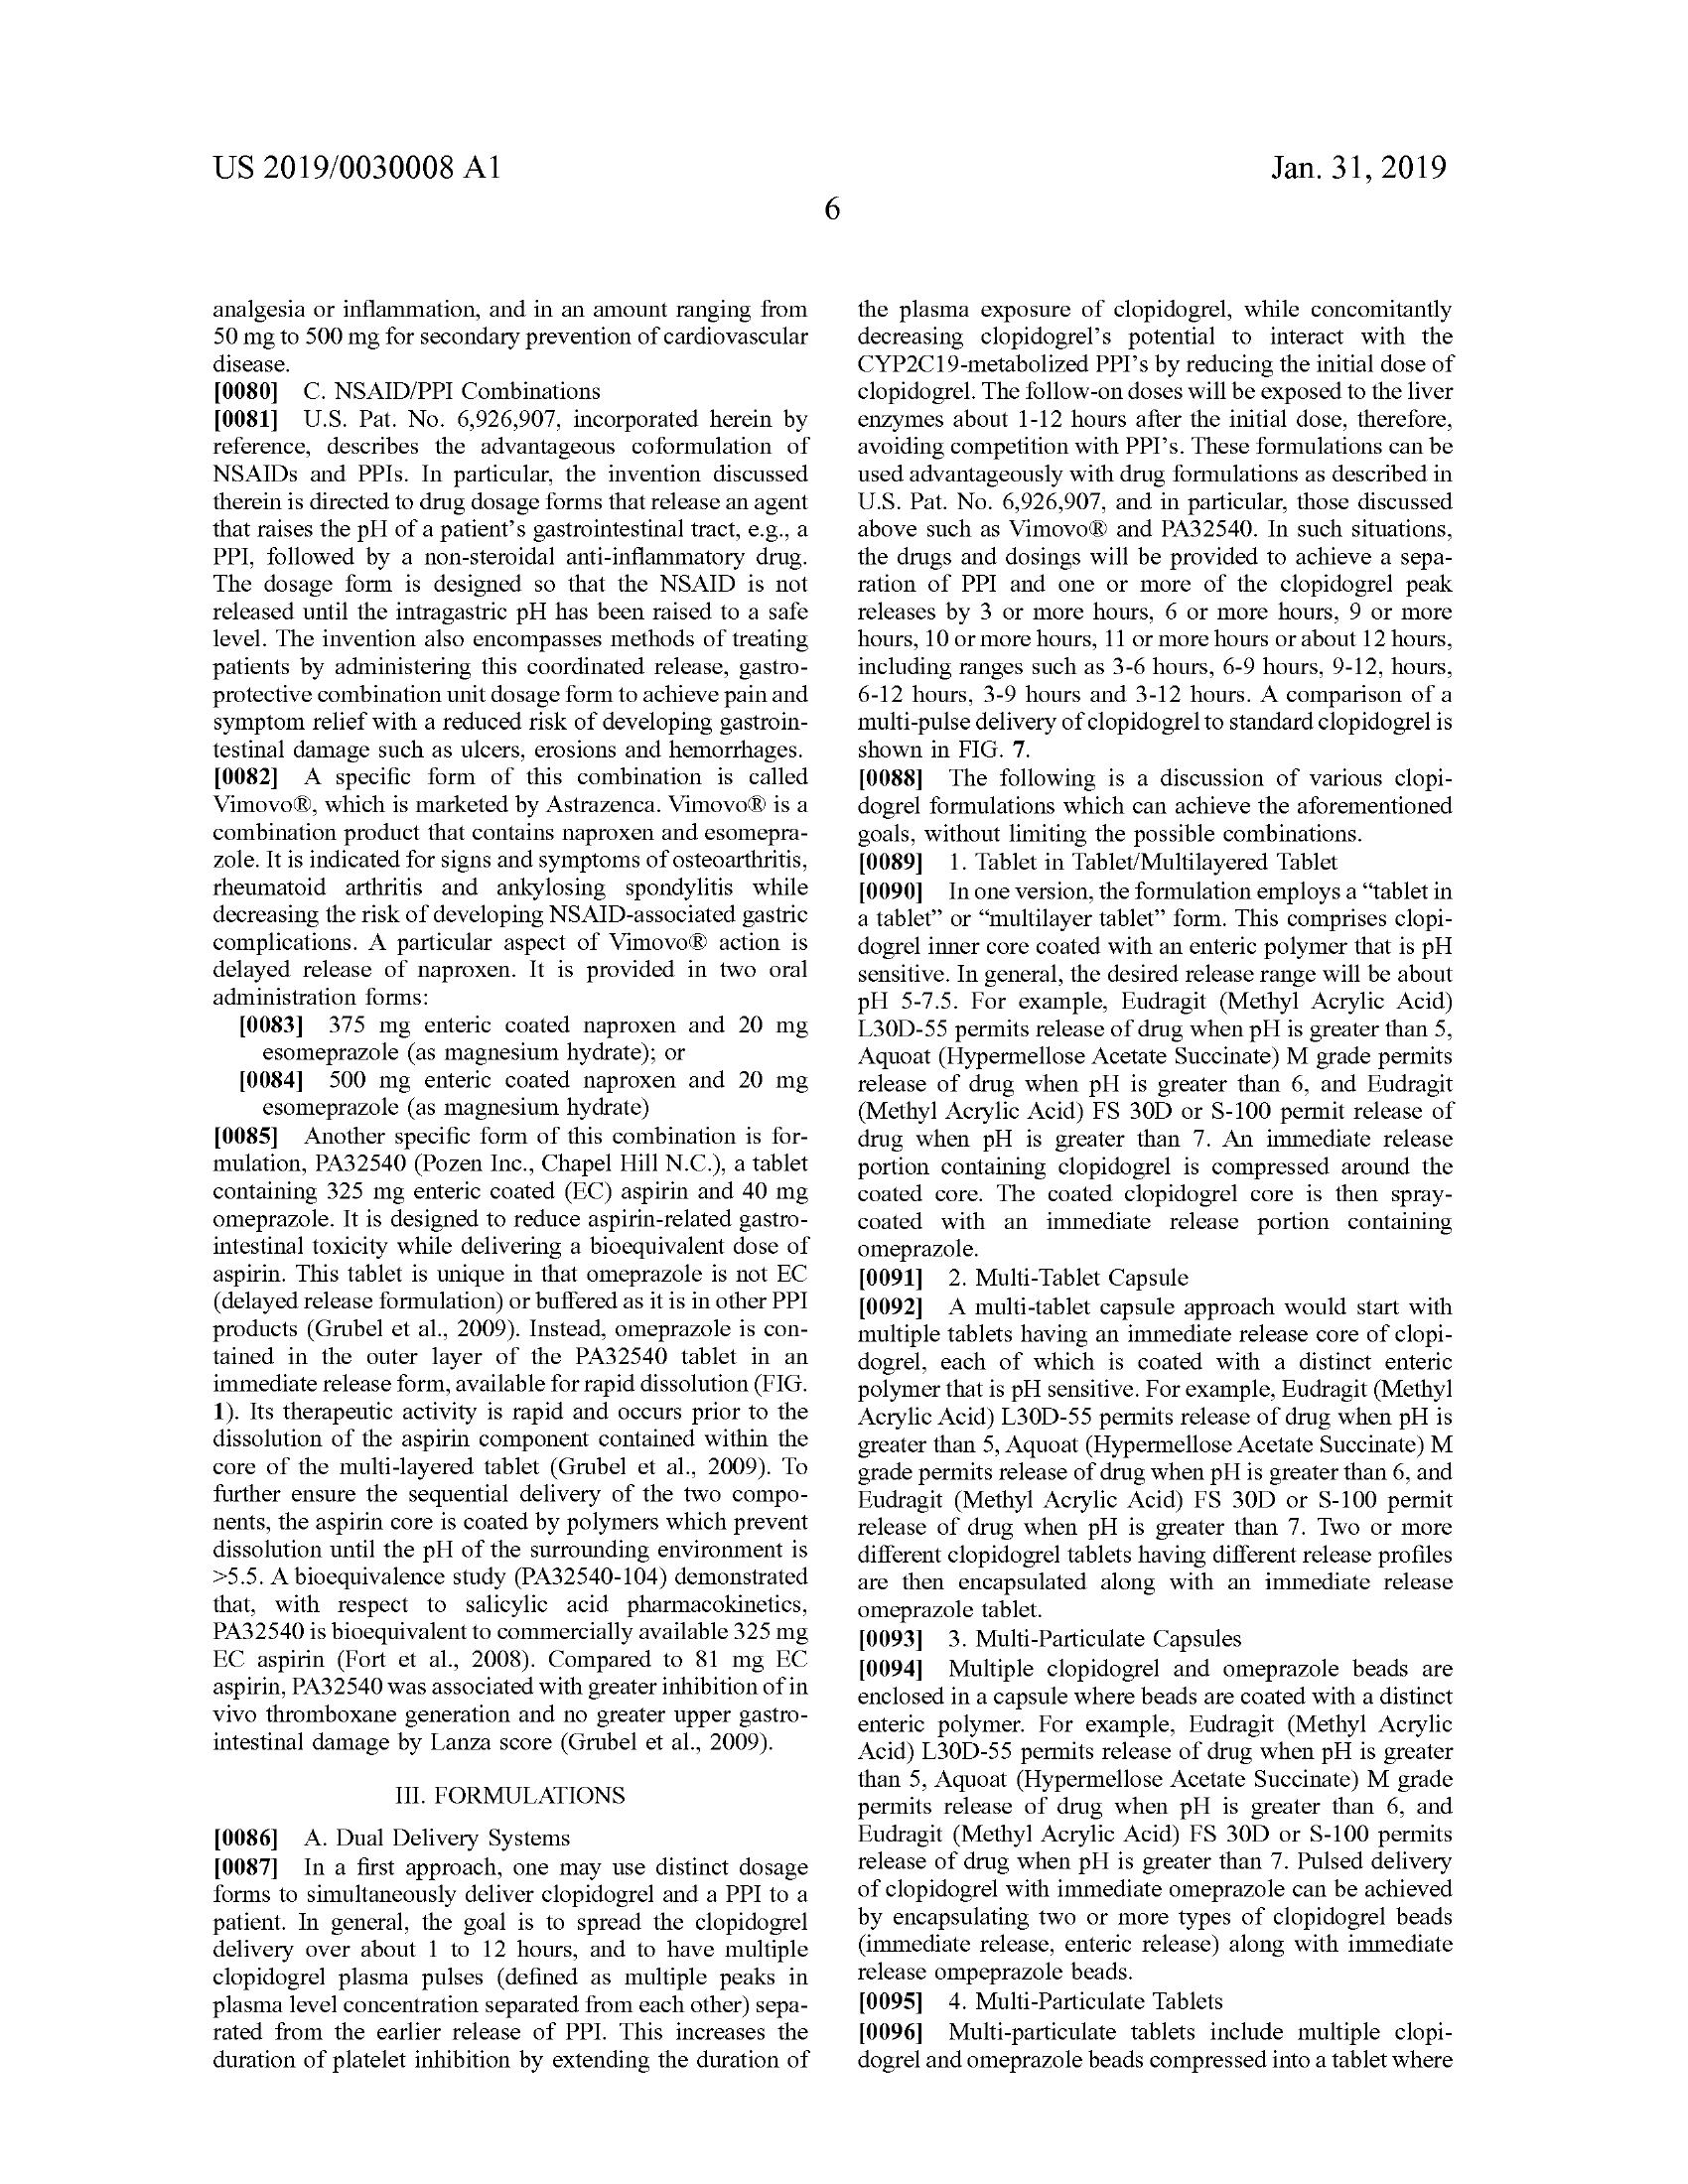 US 2019/0030008 A1
Jan. 31, 2019
6
analgesia or inflammation, and in an amount ranging from
50 mg to 500 mg for secondary prevention of cardiovascular
disease.
[0080] C. NSAID/PPI Combinations
[0081] U.S. Pat. No. 6,926,907, incorporated herein by
reference, describes the advantageous coformulation of
NSAIDs and PPIs. In particular, the invention discussed
therein is directed to drug dosage forms that release an agent
that raises the pH of a patient's gastrointestinal tract, e.g., a
PPI, followed by a non-steroidal anti-inflammatory drug.
The dosage form is designed so that the NSAID is not
released until the intragastric pH has been raised to a safe
level. The invention also encompasses methods of treating
patients by administering this coordinated release, gastro-
protective combination unit dosage form to achieve pain and
symptom relief with a reduced risk of developing gastroin-
testinal damage such as ulcers, erosions and hemorrhages.
[0082] A specific form of this combination is called
Vimovo®, which is marketed by Astrazenca. Vimovo® is a
combination product that contains naproxen and esomepra-
zole. It is indicated for signs and symptoms of osteoarthritis,
rheumatoid arthritis and ankylosing spondylitis while
decreasing the risk of developing NSAID-associated gastric
complications. A particular aspect of Vimovo® action is
delayed release of naproxen. It is provided in two oral
administration forms:
[0083] 375 mg enteric coated naproxen and 20 mg
esomeprazole (as magnesium hydrate); or
[0084] 500 mg enteric coated naproxen and 20 mg
esomeprazole (as magnesium hydrate)
[0085] Another specific form of this combination is for-
mulation, PA32540 (Pozen Inc., Chapel Hill N.C.), a tablet
containing 325 mg enteric coated (EC) aspirin and 40 mg
omeprazole. It is designed to reduce aspirin-related gastro-
intestinal toxicity while delivering a bioequivalent dose of
aspirin. This tablet is unique in that omeprazole is not EC
(delayed release formulation) or buffered as it is in other PPI
products (Grubel et al., 2009). Instead, omeprazole is con-
tained in the outer layer of the PA32540 tablet in an
immediate release form, available for rapid dissolution (FIG.
1). Its therapeutic activity is rapid and occurs prior to the
dissolution of the aspirin component contained within the
core of the multi-layered tablet (Grubel et al., 2009). To
further ensure the sequential delivery of the two compo-
nents, the aspirin core is coated by polymers which prevent
dissolution until the pH of the surrounding environment is
>5.5. A bioequivalence study (PA32540-104) demonstrated
that, with respect to salicylic acid pharmacokinetics,
PA32540 is bioequivalent to commercially available 325 mg
EC aspirin (Fort et al., 2008). Compared to 81 mg EC
aspirin, PA32540 was associated with greater inhibition of in
vivo thromboxane generation and no greater upper gastro-
intestinal damage by Lanza score (Grubel et al., 2009).
III. FORMULATIONS
[0086] A. Dual Delivery Systems
[0087] In a first approach, one may use distinct dosage
forms to simultaneously deliver clopidogrel and a PPI to a
patient. In general, the goal is to spread the clopidogrel
delivery over about 1 to 12 hours, and to have multiple
clopidogrel plasma pulses (defined as multiple peaks in
plasma level concentration separated from each other) sepa-
rated from the earlier release of PPI. This increases the
duration of platelet inhibition by extending the duration of
the plasma exposure of clopidogrel, while concomitantly
decreasing clopidogrel's potential to interact with the
CYP2C19-metabolized PPI's by reducing the initial dose of
clopidogrel. The follow-on doses will be exposed to the liver
enzymes about 1-12 hours after the initial dose, therefore,
avoiding competition with PPI's. These formulations can be
used advantageously with drug formulations as described in
U.S. Pat. No. 6,926,907, and in particular, those discussed
above such as Vimovo® and PA32540. In such situations,
the drugs and dosings will be provided to achieve a sepa-
ration of PPI and one or more of the clopidogrel peak
releases by 3 or more hours, 6 or more hours, 9 or more
hours, 10 or more hours, 11 or more hours or about 12 hours,
including ranges such as 3-6 hours, 6-9 hours, 9-12, hours,
6-12 hours, 3-9 hours and 3-12 hours. A comparison of a
multi-pulse delivery of clopidogrel to standard clopidogrel is
shown in FIG. 7.
[0088] The following is a discussion of various clopi-
dogrel formulations which can achieve the aforementioned
goals, without limiting the possible combinations.
[0089] 1. Tablet in Tablet/Multilayered Tablet
[0090] In one version, the formulation employs a “tablet in
a tablet” or “multilayer tablet” form. This comprises clopi-
dogrel inner core coated with an enteric polymer that is pH
sensitive. In general, the desired release range will be about
pH 5-7.5. For example, Eudragit (Methyl Acrylic Acid)
L30D-55 permits release of drug when pH is greater than 5,
Aquoat (Hypermellose Acetate Succinate) M grade permits
release of drug when pH is greater than 6, and Eudragit
(Methyl Acrylic Acid) FS 30D or S-100 permit release of
drug when pH is greater than 7. An immediate release
portion containing clopidogrel is compressed around the
coated core. The coated clopidogrel core is then spray-
coated with an immediate release portion containing
omeprazole.
[0091] 2. Multi-Tablet Capsule
[0092] A multi-tablet capsule approach would start with
multiple tablets having an immediate release core of clopi-
dogrel, each of which is coated with a distinct enteric
polymer that is pH sensitive. For example, Eudragit (Methyl
Acrylic Acid) L30D-55 permits release of drug when pH is
greater than 5, Aquoat (Hypermellose Acetate Succinate) M
grade permits release of drug when pH is greater than 6, and
Eudragit (Methyl Acrylic Acid) FS 30D or S-100 permit
release of drug when pH is greater than 7. Two or more
different clopidogrel tablets having different release profiles
are then encapsulated along with an immediate release
omeprazole tablet.
[0093] 3. Multi-Particulate Capsules
[0094] Multiple clopidogrel and omeprazole beads are
enclosed in a capsule where beads are coated with a distinct
enteric polymer. For example, Eudragit (Methyl Acrylic
Acid) L30D-55 permits release of drug when pH is greater
than 5, Aquoat (Hypermellose Acetate Succinate) M grade
permits release of drug when pH is greater than 6, and
Eudragit (Methyl Acrylic Acid) FS 30D or S-100 permits
release of drug when pH is greater than 7. Pulsed delivery
of clopidogrel with immediate omeprazole can be achieved
by encapsulating two or more types of clopidogrel beads
(immediate release, enteric release) along with immediate
release ompeprazole beads.
[0095] 4. Multi-Particulate Tablets
[0096] Multi-particulate tablets include multiple clopi-
dogrel and omeprazole beads compressed into a tablet where